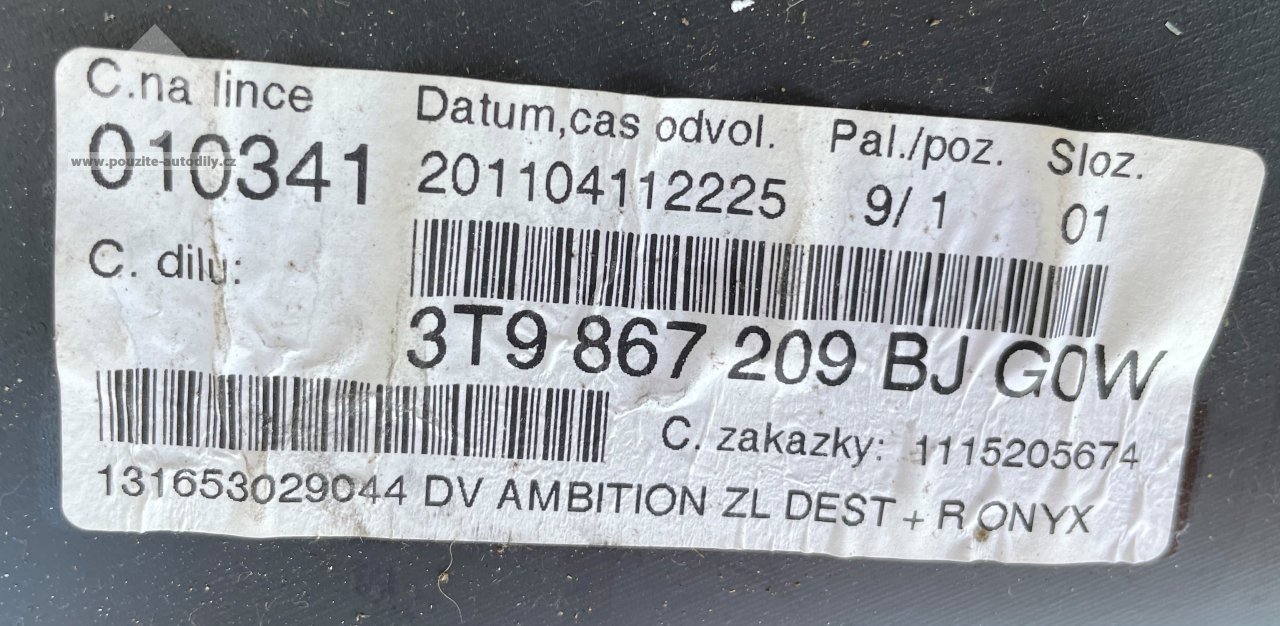 C.na lince Datum,cas odvol. Pal./poz. Sloz.
010341 201104112225 9/ 1 01
www.pouzite-autodily.cz
C. dilu:
3T9 867 209 BJ G0W
C. zakazky: 1115205674
131653029044 DV AMBITION ZL DEST + R ONYX